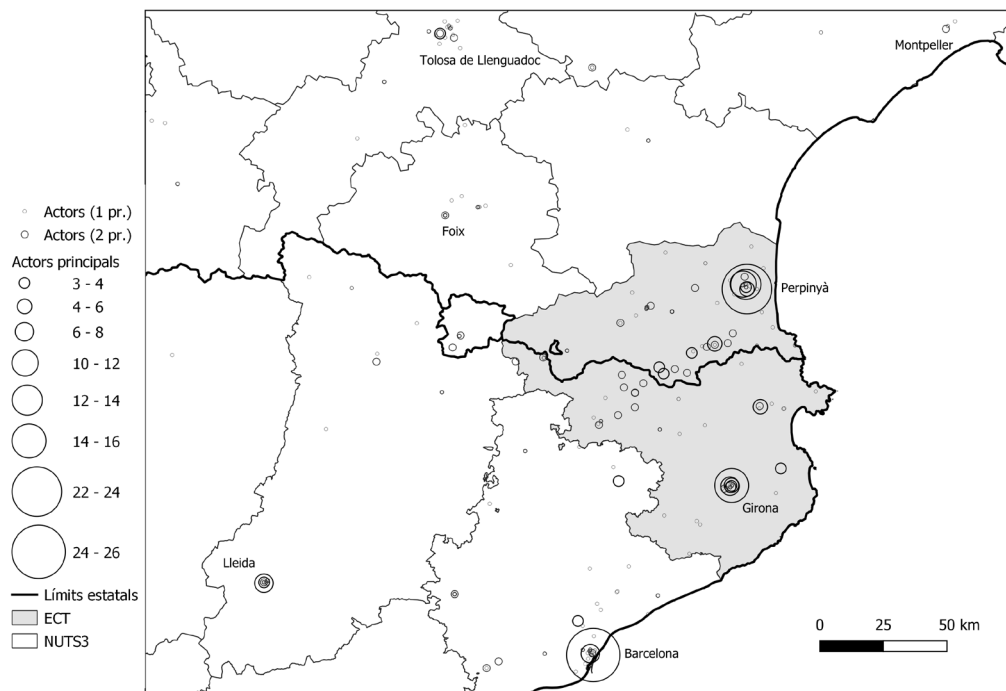 Tolosa de Llenguadoc
Montpeller
Foix
Perpinyà
Girona
Lleida
Barcelona
Actors (1 pr.)
Actors (2 pr.)
Actors principals
3 - 4
4 - 6
6 - 8
10 - 12
12 - 14
14 - 16
22 - 24
24 - 26
Límits estatals
ECT
NUTS3
0 25 50 km